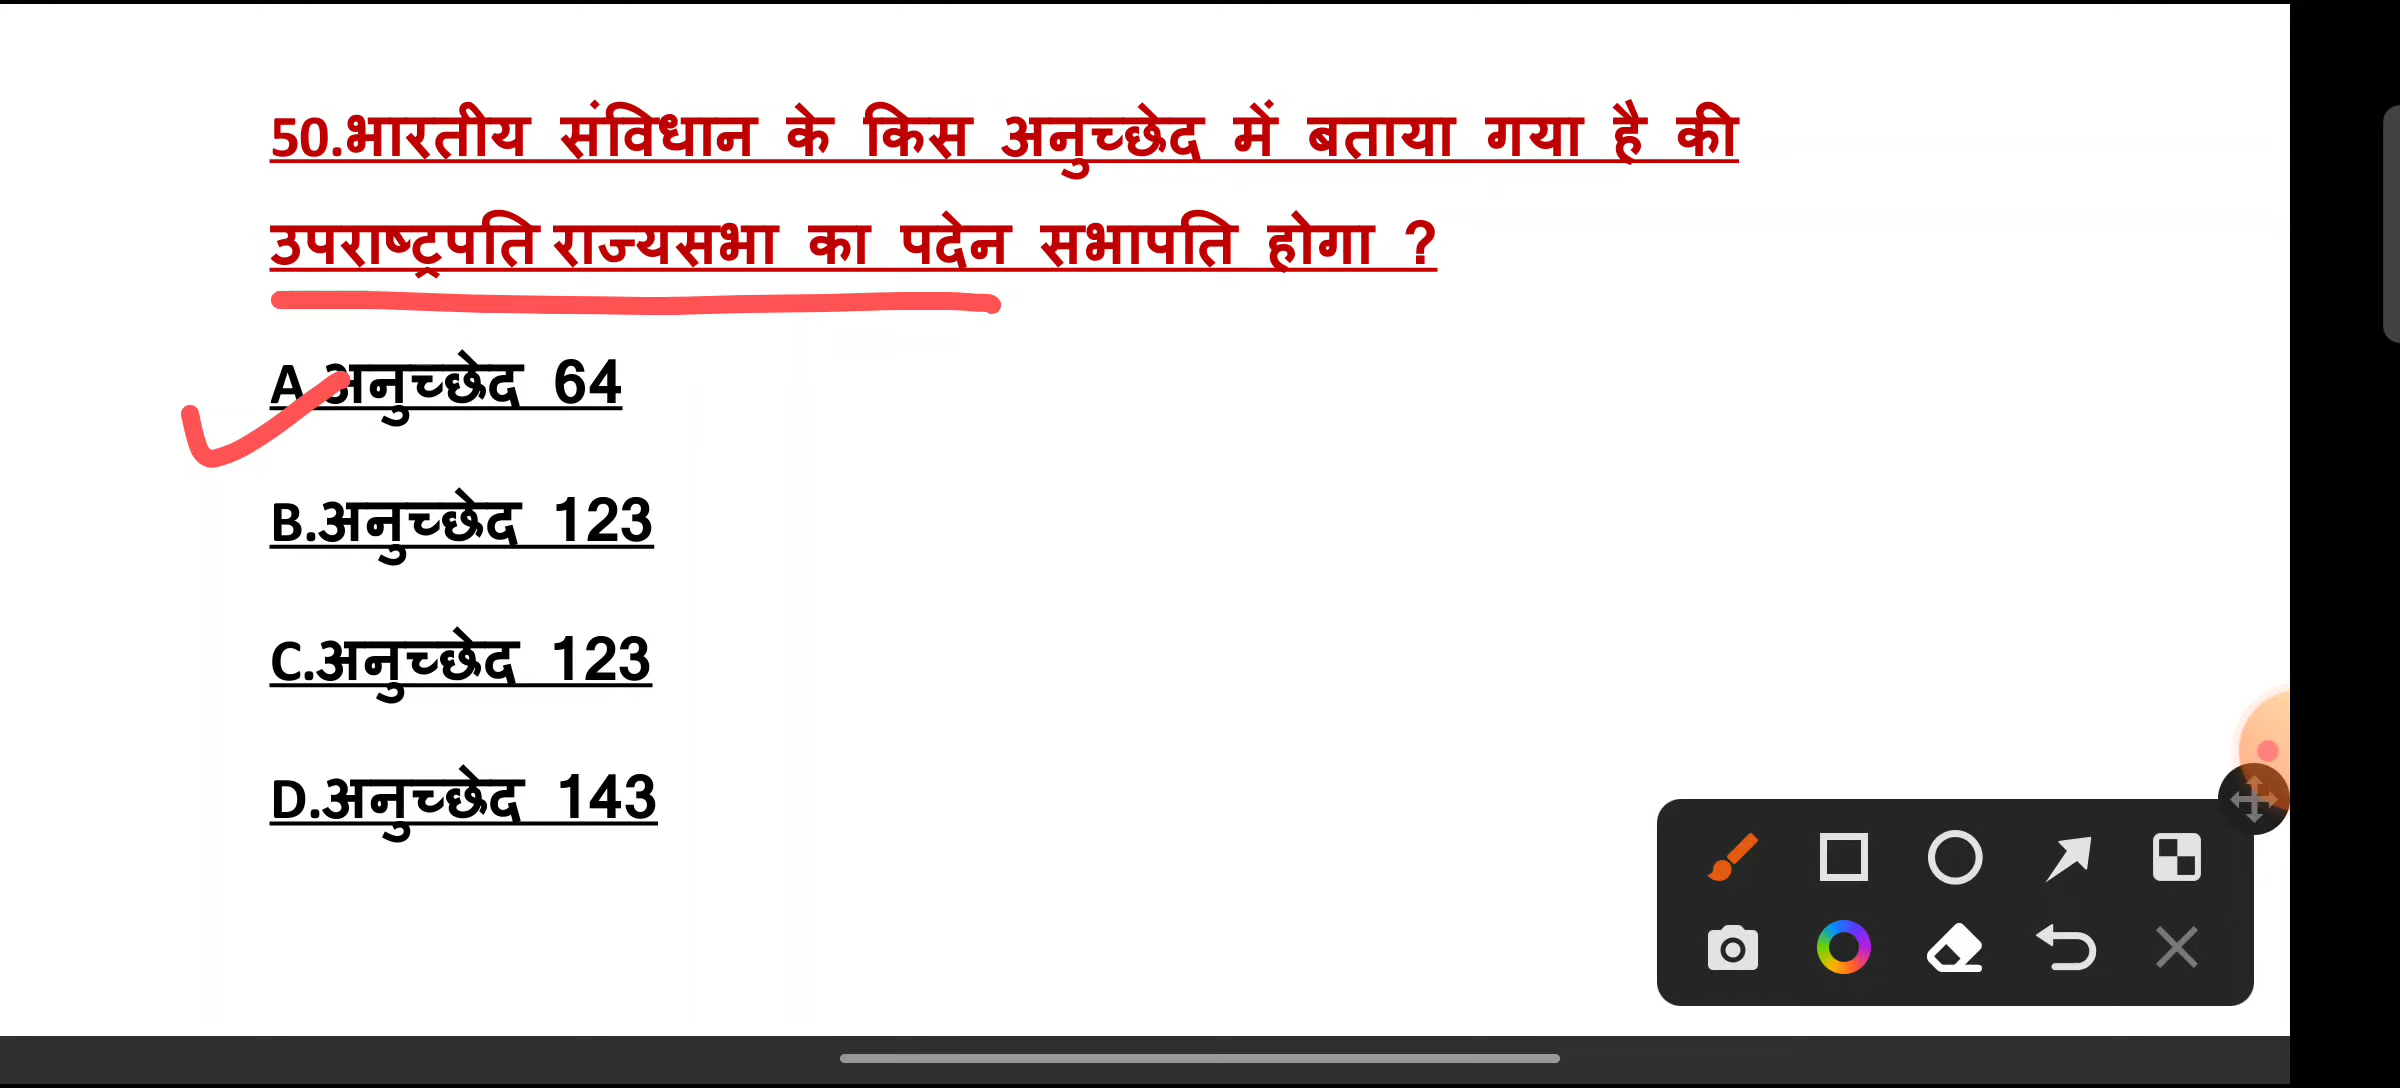 50.भारतीय संविधान के किस अनुच्छेद में बताया गया है की
उपराष्ट्रपति राज्यसभा का पदेन सभापति होगा ?
A.अनुच्छेद 64
B.अनुच्छेद 123
C.अनुच्छेद 123
D.अनुच्छेद 143